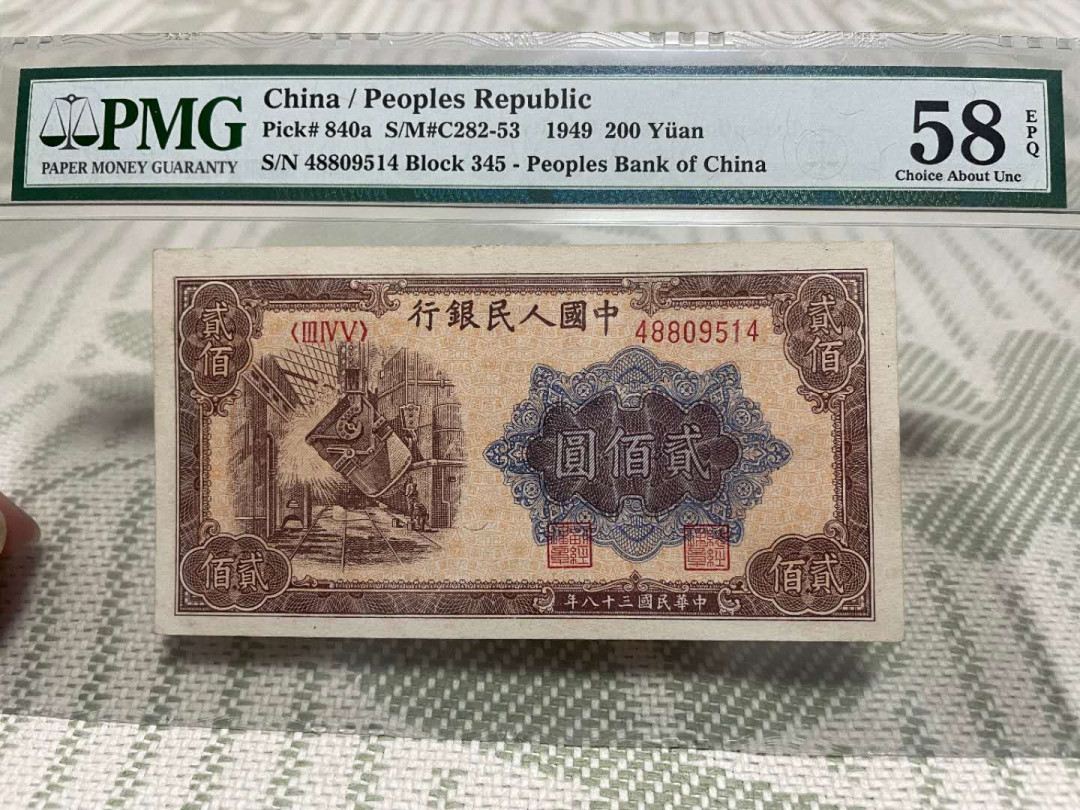 PMG
PAPER MONEY GUARANTY
China / Peoples Republic
Pick# 840a S/M#C282-53 1949 200 Yüan
S/N 48809514 Block 345 - Peoples Bank of China
58
EPQ
Choice About Unc
行銀民人國中
〈ⅢⅣⅤ〉
48809514
貳佰
貳佰
圓佰貳
佰貳
佰貳
年八十三國民華中